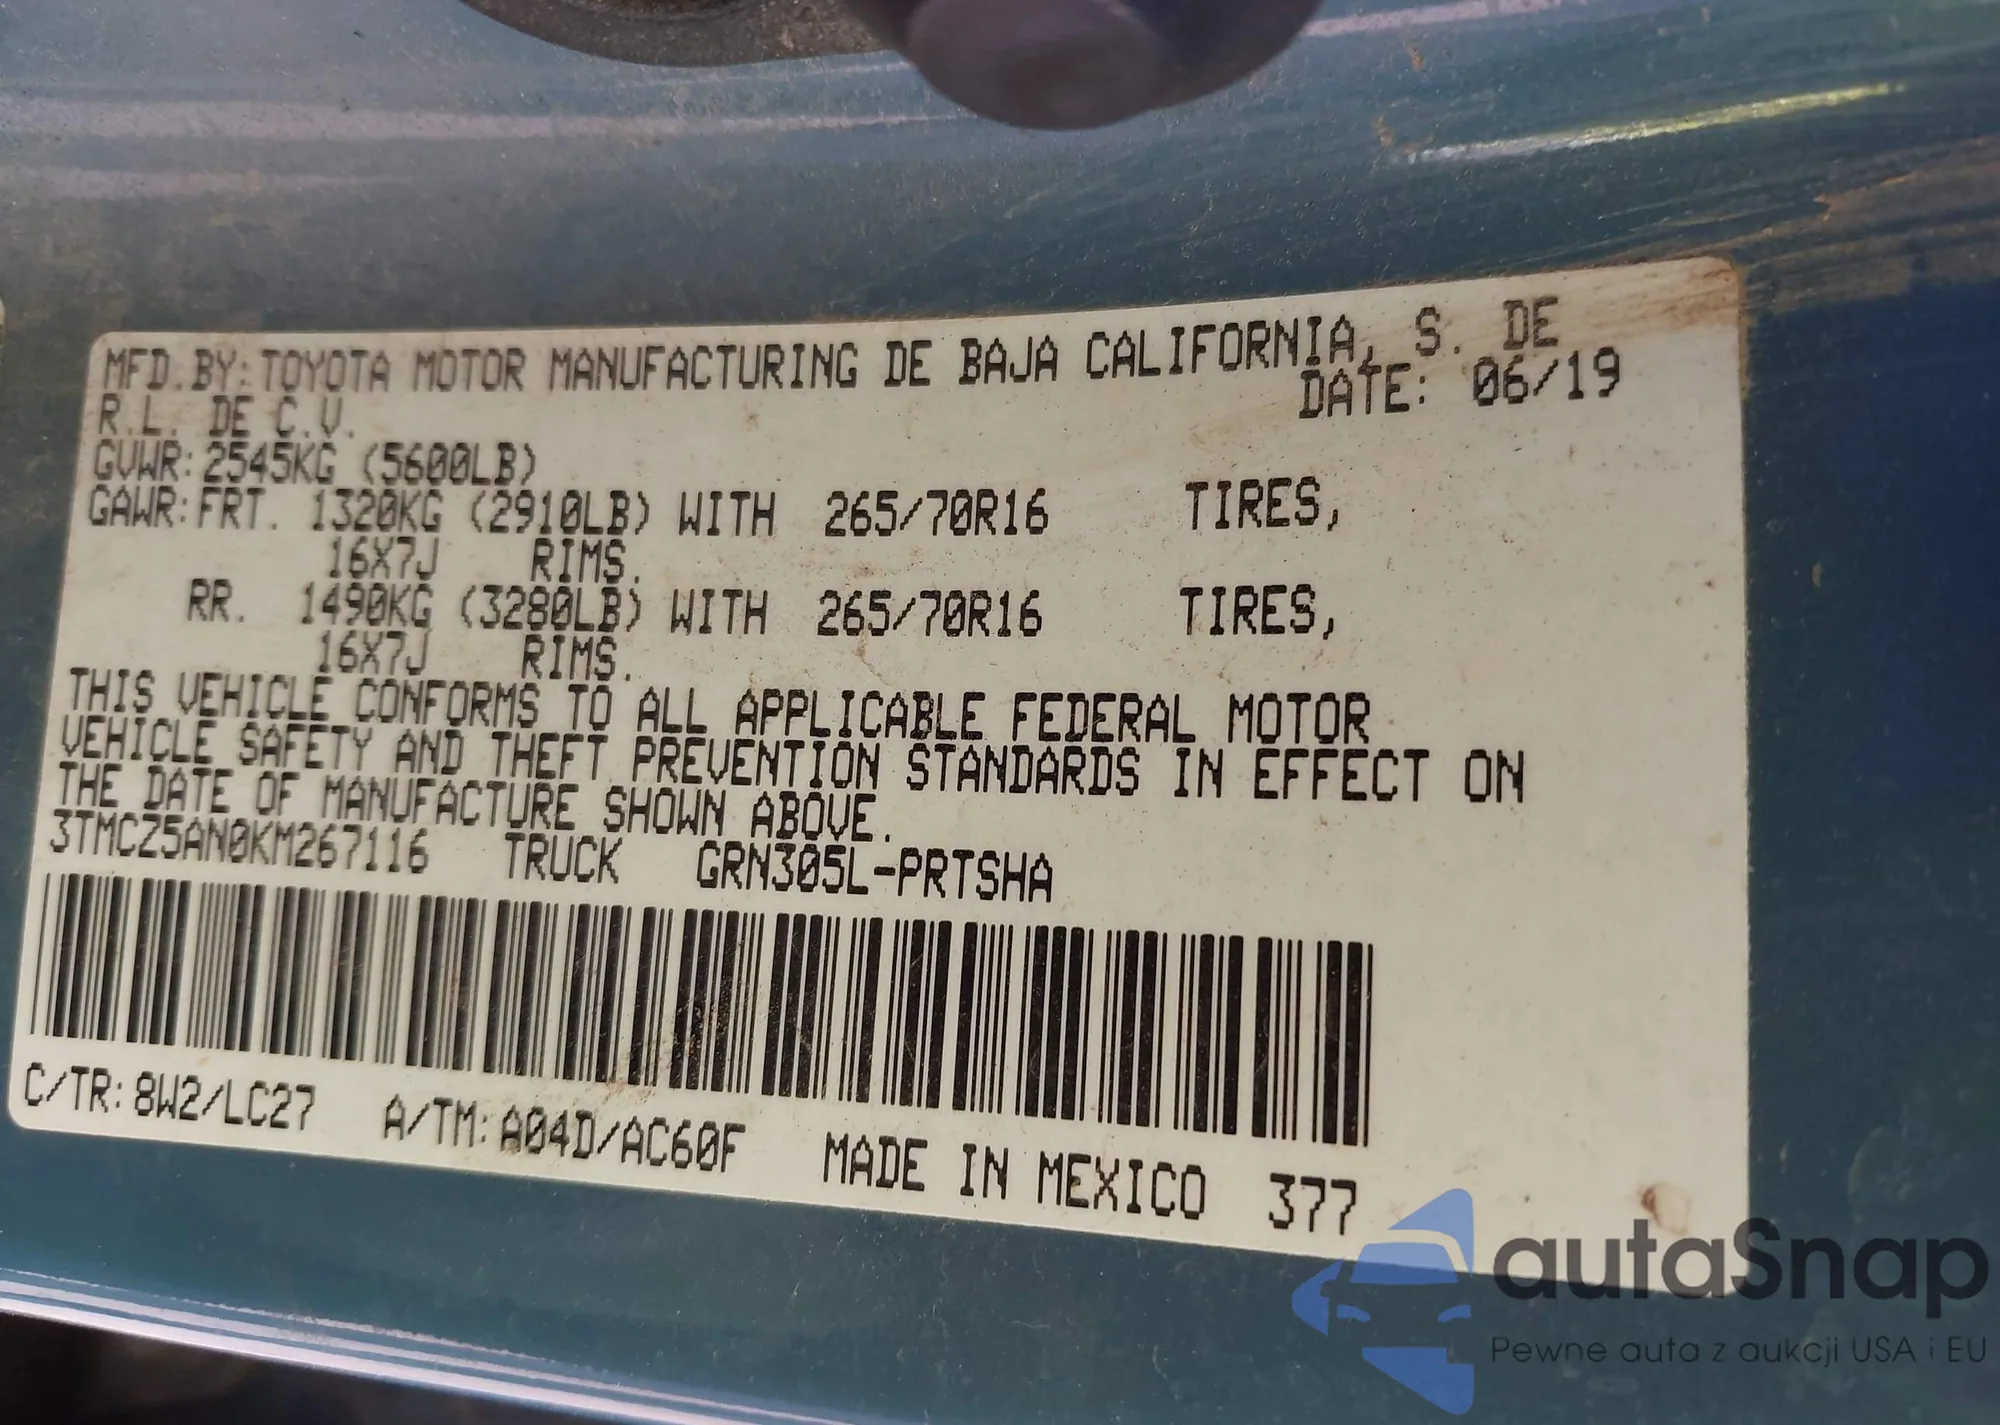 MFD.BY: TOYOTA MOTOR MANUFACTURING DE BAJA CALIFORNIA, S. DE
R.L. DE C.V.
DATE: 06/19
GVWR: 2545KG (5600LB)
GAWR: FRT. 1320KG (2910LB) WITH 265/70R16 TIRES,
16X7J RIMS.
RR. 1490KG (3280LB) WITH 265/70R16 TIRES,
16X7J RIMS.
THIS VEHICLE CONFORMS TO ALL APPLICABLE FEDERAL MOTOR
VEHICLE SAFETY AND THEFT PREVENTION STANDARDS IN EFFECT ON
THE DATE OF MANUFACTURE SHOWN ABOVE.
3TMCZ5AN0KM267116 TRUCK GRN305L-PRTSHA
C/TR: 8W2/LC27 A/TM: A04D/AC60F MADE IN MEXICO 377
autaSnap
Pewne auta z aukcji USA i EU